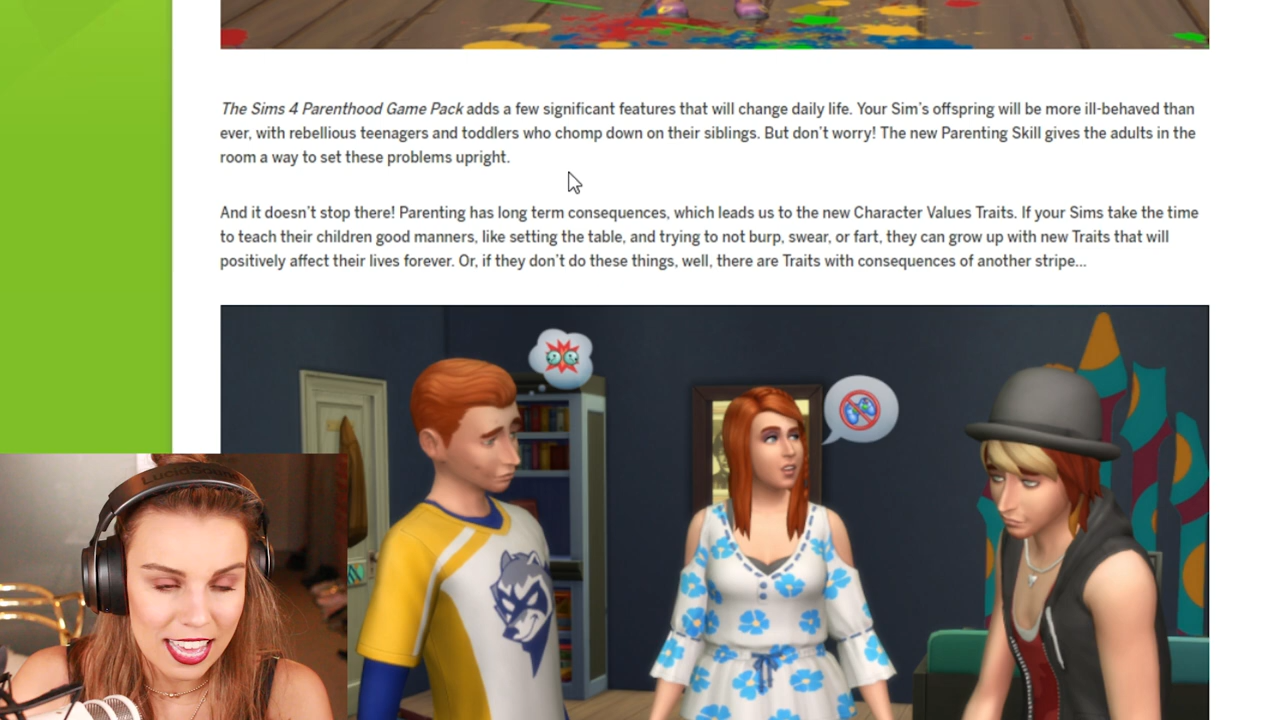 The Sims 4 Parenthood Game Pack adds a few significant features that will change daily life. Your Sim's offspring will be more ill-behaved than
ever, with rebellious teenagers and toddlers who chomp down on their siblings. But don't worry! The new Parenting Skill gives the adults in the
room a way to set these problems upright.
And it doesn't stop there! Parenting has long term consequences, which leads us to the new Character Values Traits. If your Sims take the time
to teach their children good manners, like setting the table, and trying to not burp, swear, or fart, they can grow up with new Traits that will
positively affect their lives forever. Or, if they don't do these things, well, there are Traits with consequences of another stripe...
LucidSound